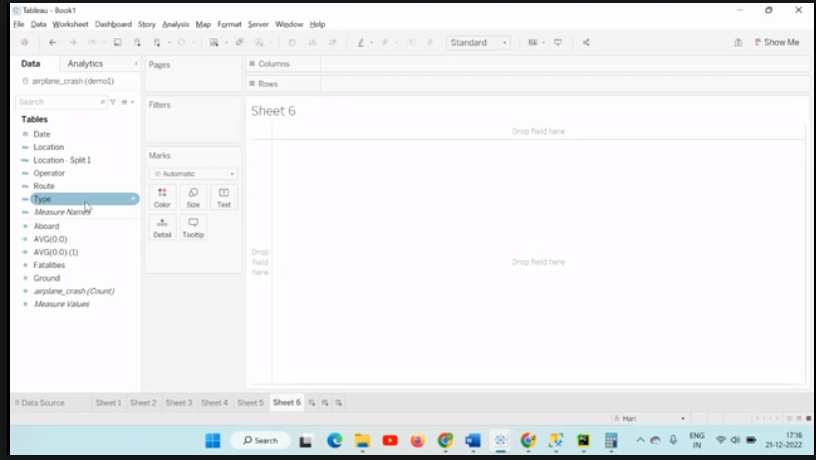 Tableau - Book1
File Data Worksheet Dashboard Story Analysis Map Format Server Window Help
Standard
Show Me
Data Analytics
Pages
Columns
airplane_crash (demo1)
Rows
Search
Filters
Sheet 6
Tables
Date
Drop field here
Location
Location - Split 1
Marks
Operator
Automatic
Route
Type
Color Size Text
Measure Names
Aboard
Detail Tooltip
AVG(0.0)
AVG(0.0) (1)
Drop field here
Drop field here
Fatalities
Ground
airplane_crash (Count)
Measure Values
Data Source Sheet 1 Sheet 2 Sheet 3 Sheet 4 Sheet 5 Sheet 6
Hari
Search
ENG IN
17:16
21-12-2022